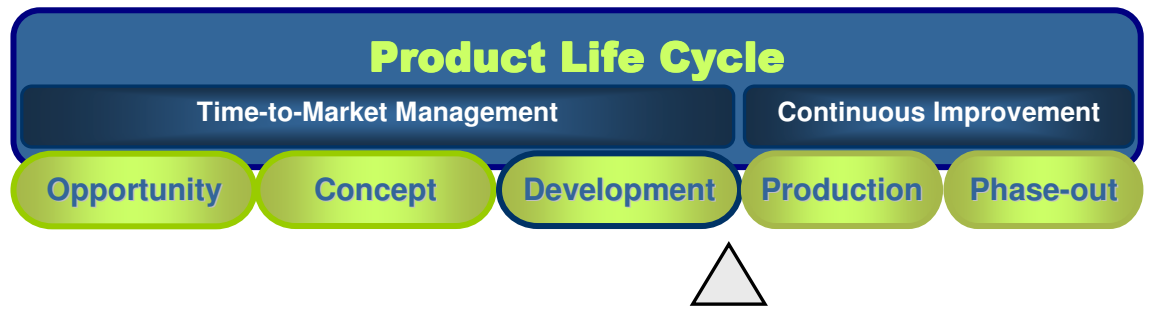 Product Life Cycle
Time-to-Market Management Continuous Improvement
Opportunity Concept Development Production Phase-out